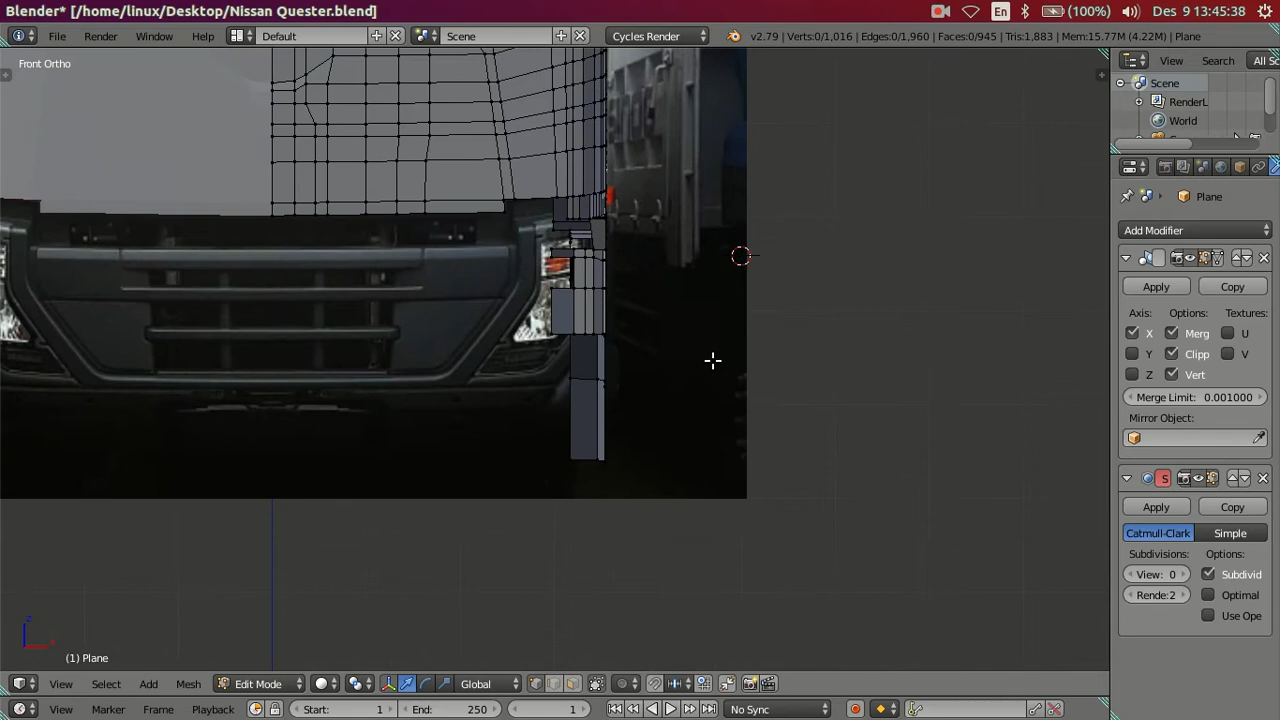 Blender* [/home/linux/Desktop/Nissan Quester.blend]
En
(100%)
Des 9 13:45:38
File
Render
Window
Help
Default
Scene
Cycles Render
v2.79 | Verts:0/1,016 | Edges:0/1,960 | Faces:0/945 | Tris:1,883 | Mem:15.77M (4.22M) | Plane
View
Search
All Sc
Front Ortho
Scene
RenderL
World
Plane
Add Modifier
Apply
Copy
Axis:
Options:
Textures:
X
Merg
U
Y
Clipp
V
Z
Vert
Merge Limit: 0.001000
Mirror Object:
S
Apply
Copy
Catmull-Clark
Simple
Subdivisions:
Options:
View: 0
Subdivid
Rende:2
Optimal
Use Ope
z
x
(1) Plane
View
Select
Add
Mesh
Edit Mode
Global
View
Marker
Frame
Playback
Start: 1
End: 250
1
No Sync